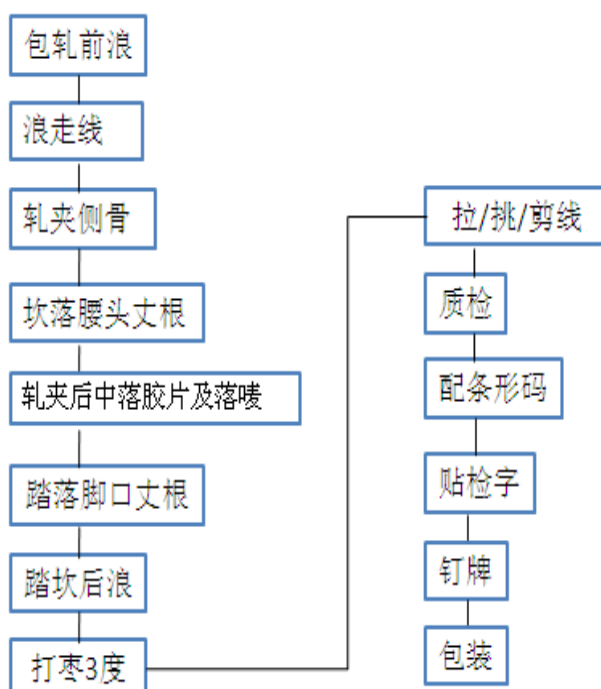 包轧前浪
浪走线
轧夹侧骨
坎落腰头丈根
轧夹后中落胶片及落唛
踏落脚口丈根
踏坎后浪
打枣3度
拉/挑/剪线
质检
配条形码
贴检字
钉牌
包装